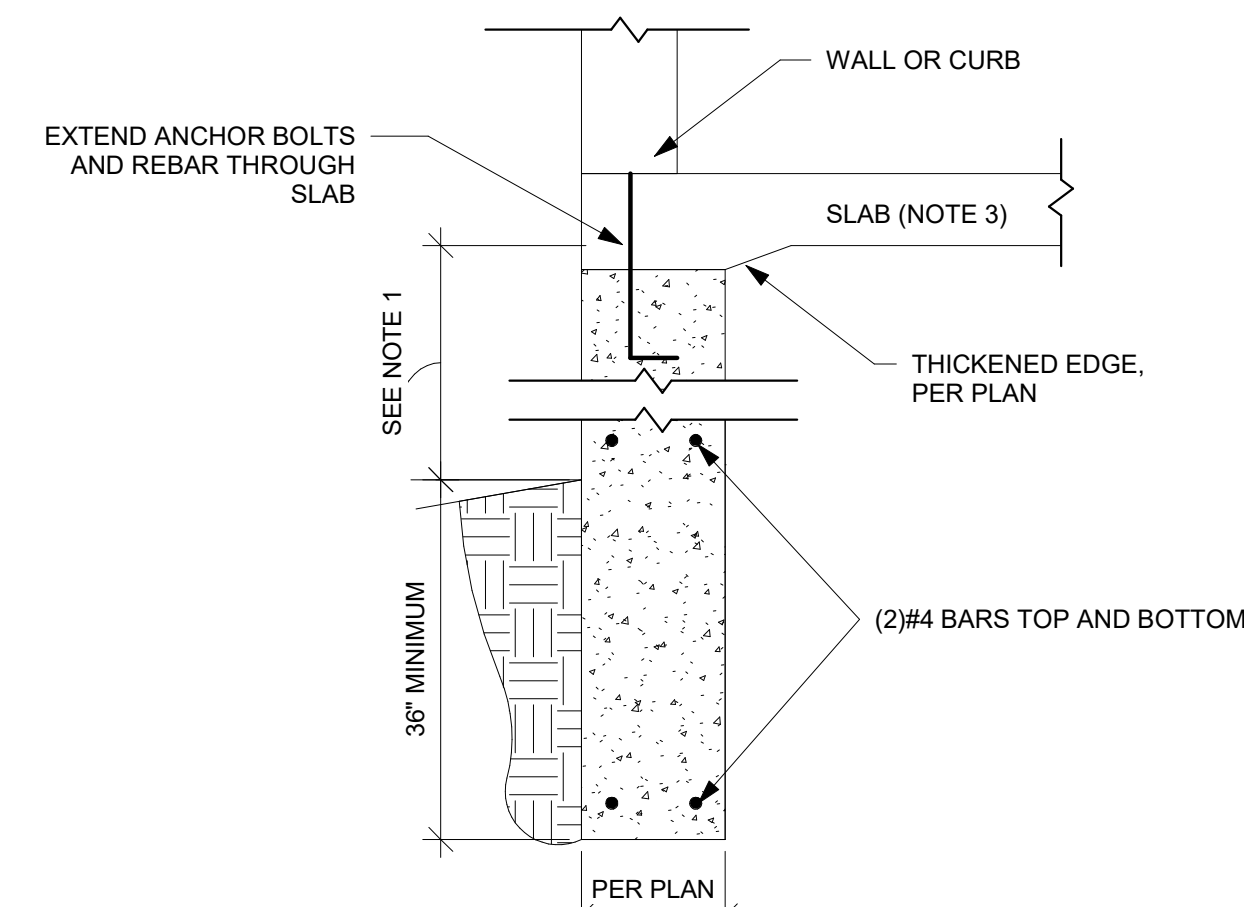 WALL OR CURB
EXTEND ANCHOR BOLTS
AND REBAR THROUGH
SLAB
SLAB (NOTE 3)
SEE NOTE 1
THICKENED EDGE,
PER PLAN
36" MINIMUM
(2)#4 BARS TOP AND BOTTOM
PER PLAN